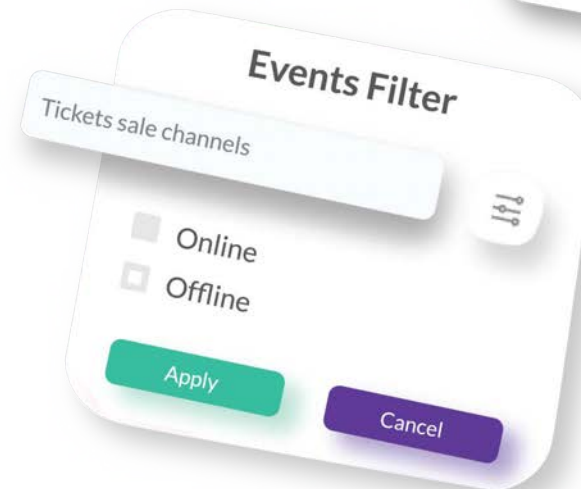 Events Filter
Tickets sale channels
Online
Offline
Apply
Cancel